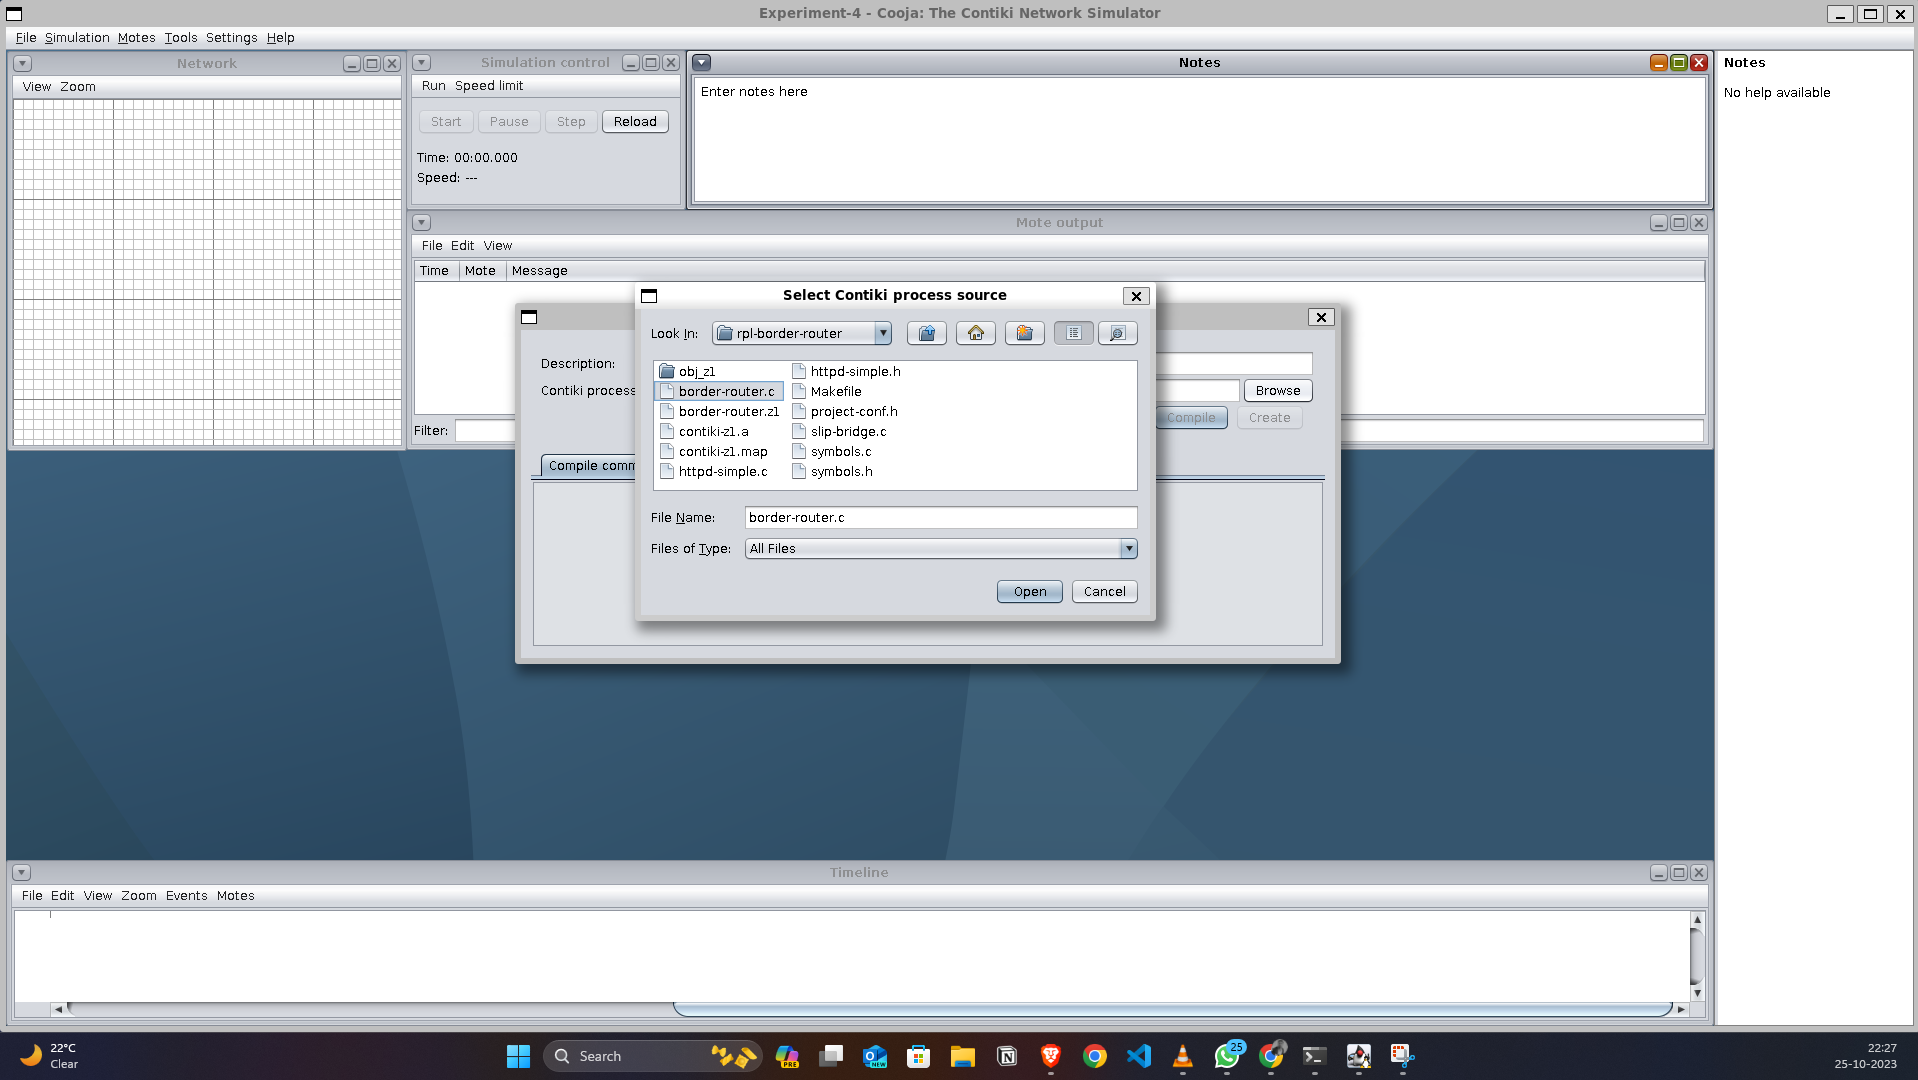 Experiment-4 - Cooja: The Contiki Network Simulator
File Simulation Motes Tools Settings Help
Network
View Zoom
Simulation control
Run Speed limit
Start Pause Step Reload
Time: 00:00.000
Speed: ---
Notes
Enter notes here
Notes
No help available
Mote output
File Edit View
Time Mote Message
Filter:
Description:
Contiki process
Browse
Compile Create
Compile comm
Select Contiki process source
Look In: rpl-border-router
obj_z1
border-router.c
border-router.z1
contiki-z1.a
contiki-z1.map
httpd-simple.c
httpd-simple.h
Makefile
project-conf.h
slip-bridge.c
symbols.c
symbols.h
File Name: border-router.c
Files of Type: All Files
Open Cancel
Timeline
File Edit View Zoom Events Motes
22°C
Clear
Search
PRE
NEW
25
22:27
25-10-2023